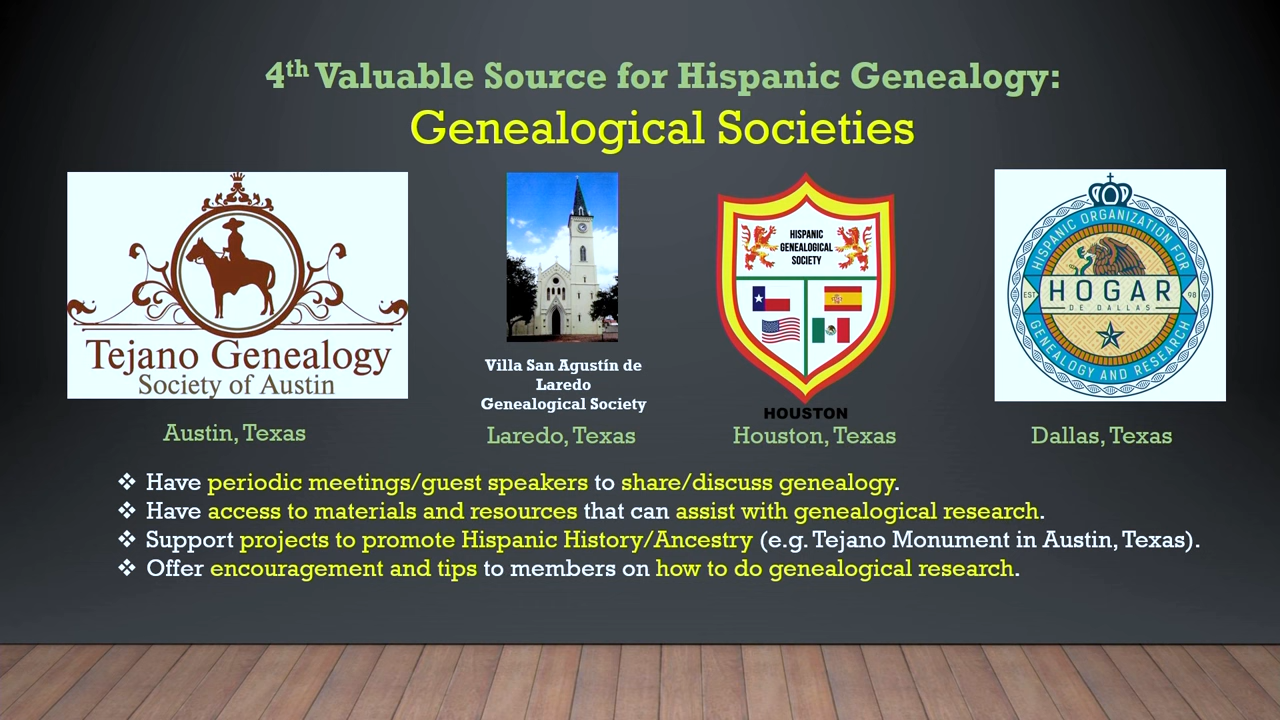 4th Valuable Source for Hispanic Genealogy:
Genealogical Societies
Tejano Genealogy
Society of Austin
Austin, Texas
Villa San Agustín de
Laredo
Genealogical Society
Laredo, Texas
HISPANIC
GENEALOGICAL
SOCIETY
HOUSTON
Houston, Texas
HISPANIC ORGANIZATION FOR
EST. HOGAR 98
DE DALLAS
GENEALOGY AND RESEARCH
Dallas, Texas
❖ Have periodic meetings/guest speakers to share/discuss genealogy.
❖ Have access to materials and resources that can assist with genealogical research.
❖ Support projects to promote Hispanic History/Ancestry (e.g. Tejano Monument in Austin, Texas).
❖ Offer encouragement and tips to members on how to do genealogical research.